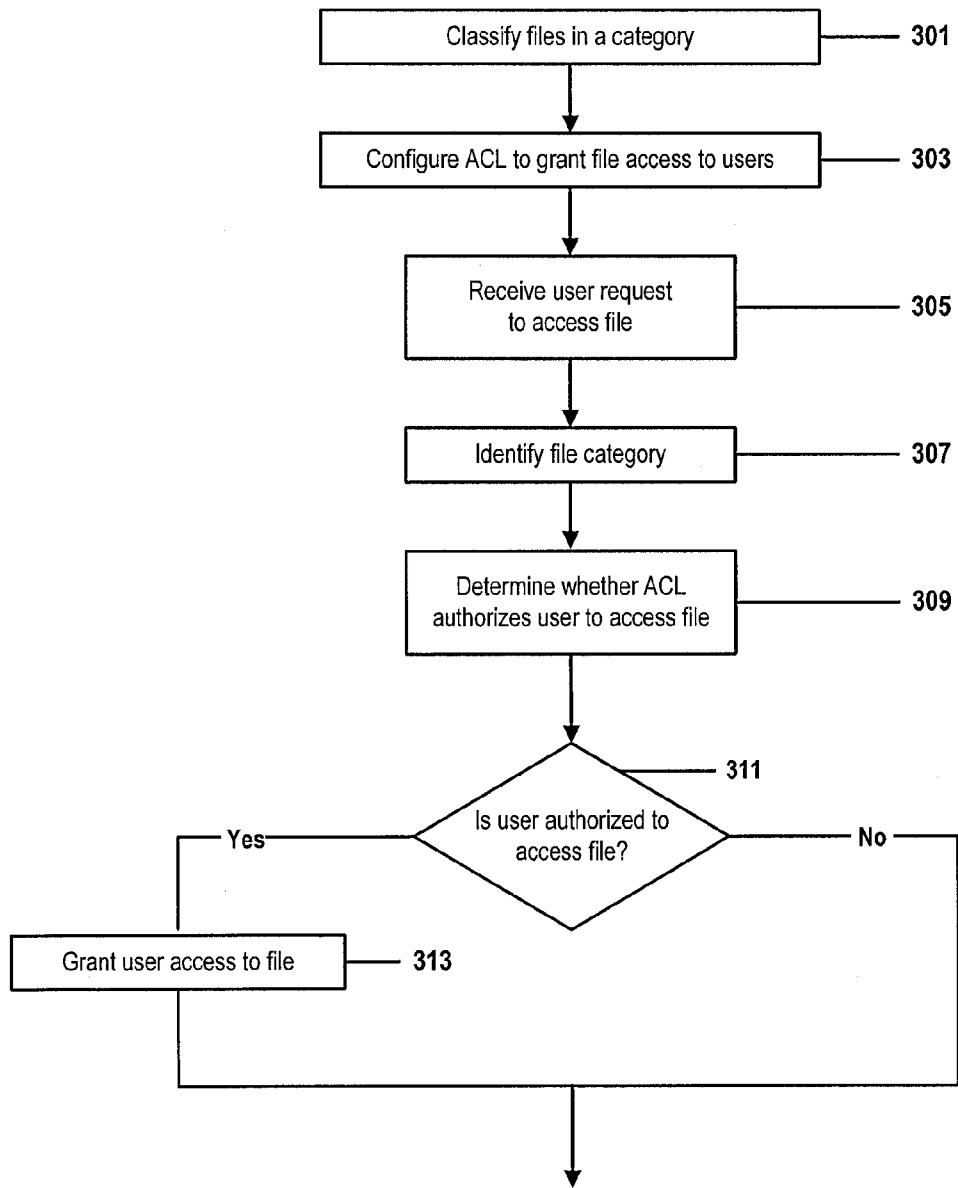 Classify files in a category
301
Configure ACL to grant file access to users
303
Receive user request
to access file
305
Identify file category
307
Determine whether ACL
authorizes user to access file
309
311
Is user authorized to
access file?
Yes
No
Grant user access to file
313